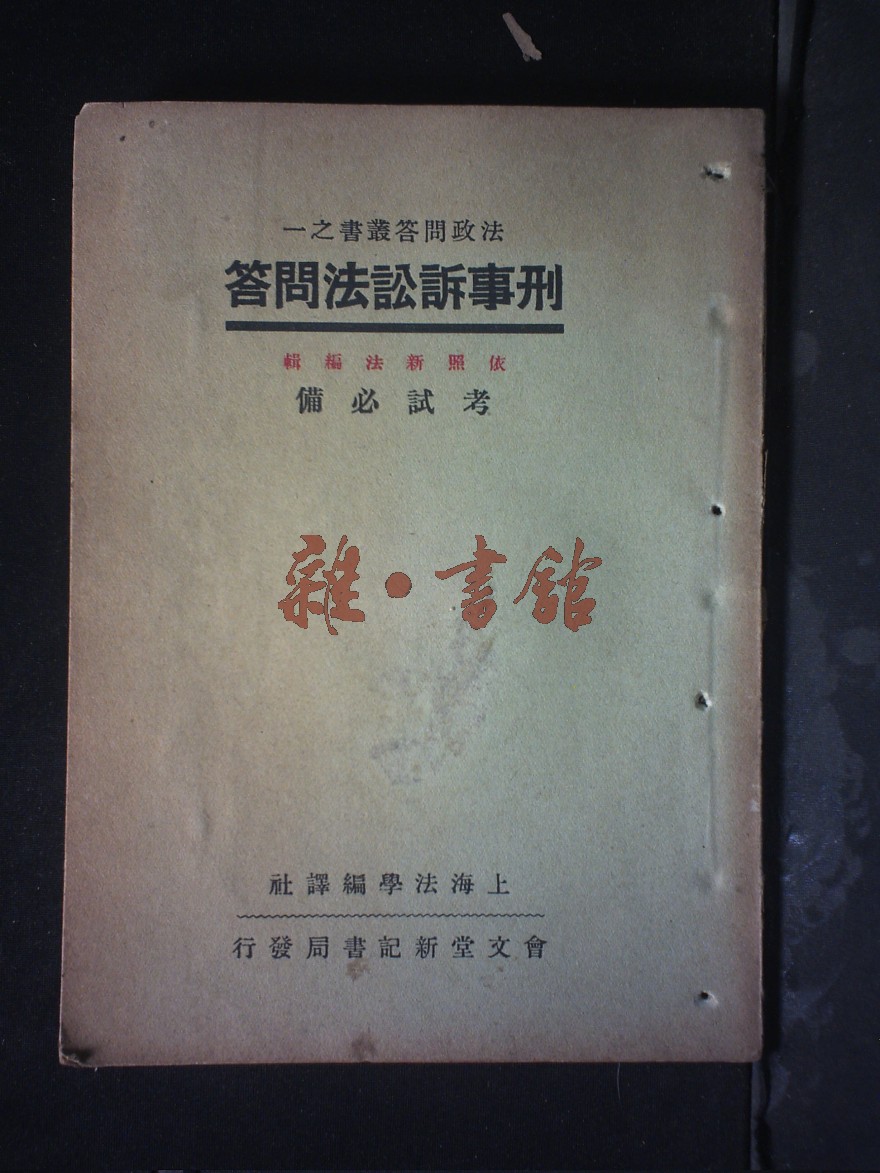 法政問答叢書之一
刑事訴訟法問答
依照新法編輯
考試必備
雜·書館
上海法學編譯社
會文堂新記書局發行